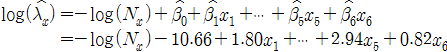 log(λ̂ₓ) = −log(Nₓ) + β̂₀ + β̂₁x₁ + ⋯ + β̂₅x₅ + β̂₆x₆
= −log(Nₓ) − 10.66 + 1.80x₁ + ⋯ + 2.94x₅ + 0.82x₆